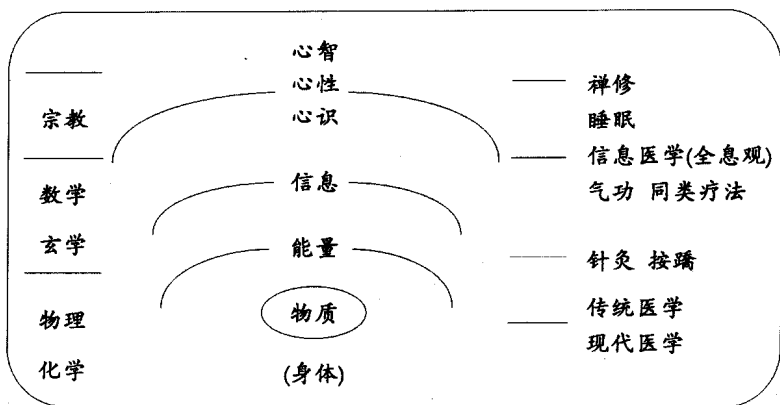 心智
心性
心识
信息
能量
物质
(身体)
宗教
数学
玄学
物理
化学
禅修
睡眠
信息医学(全息观)
气功 同类疗法
针灸 按蹻
传统医学
现代医学